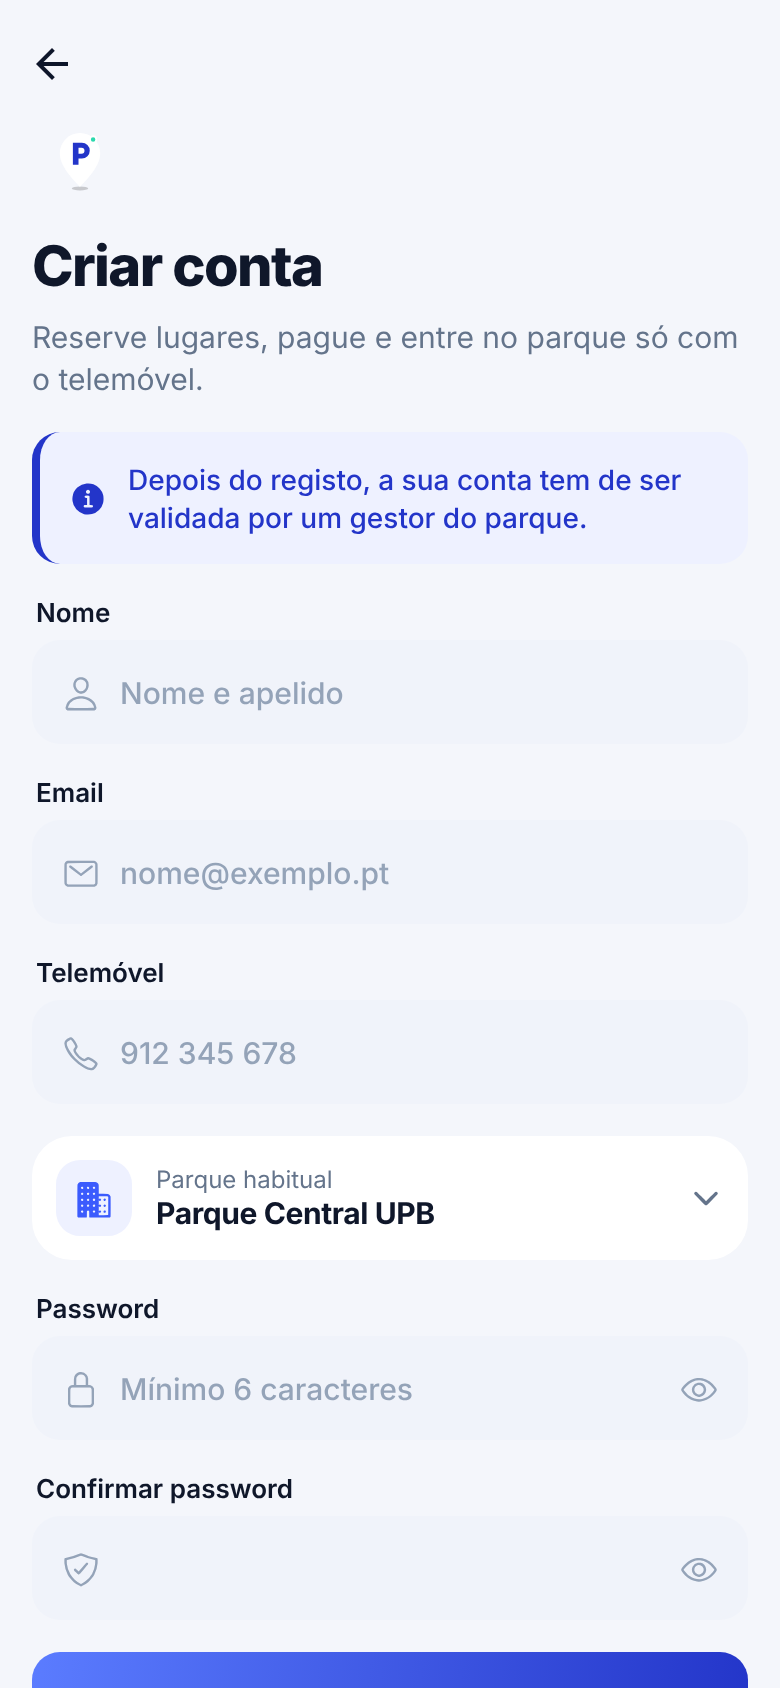 P
Criar conta
Reserve lugares, pague e entre no parque só com
o telemóvel.
Depois do registo, a sua conta tem de ser
validada por um gestor do parque.
Nome
Nome e apelido
Email
nome@exemplo.pt
Telemóvel
912 345 678
Parque habitual
Parque Central UPB
Password
Mínimo 6 caracteres
Confirmar password